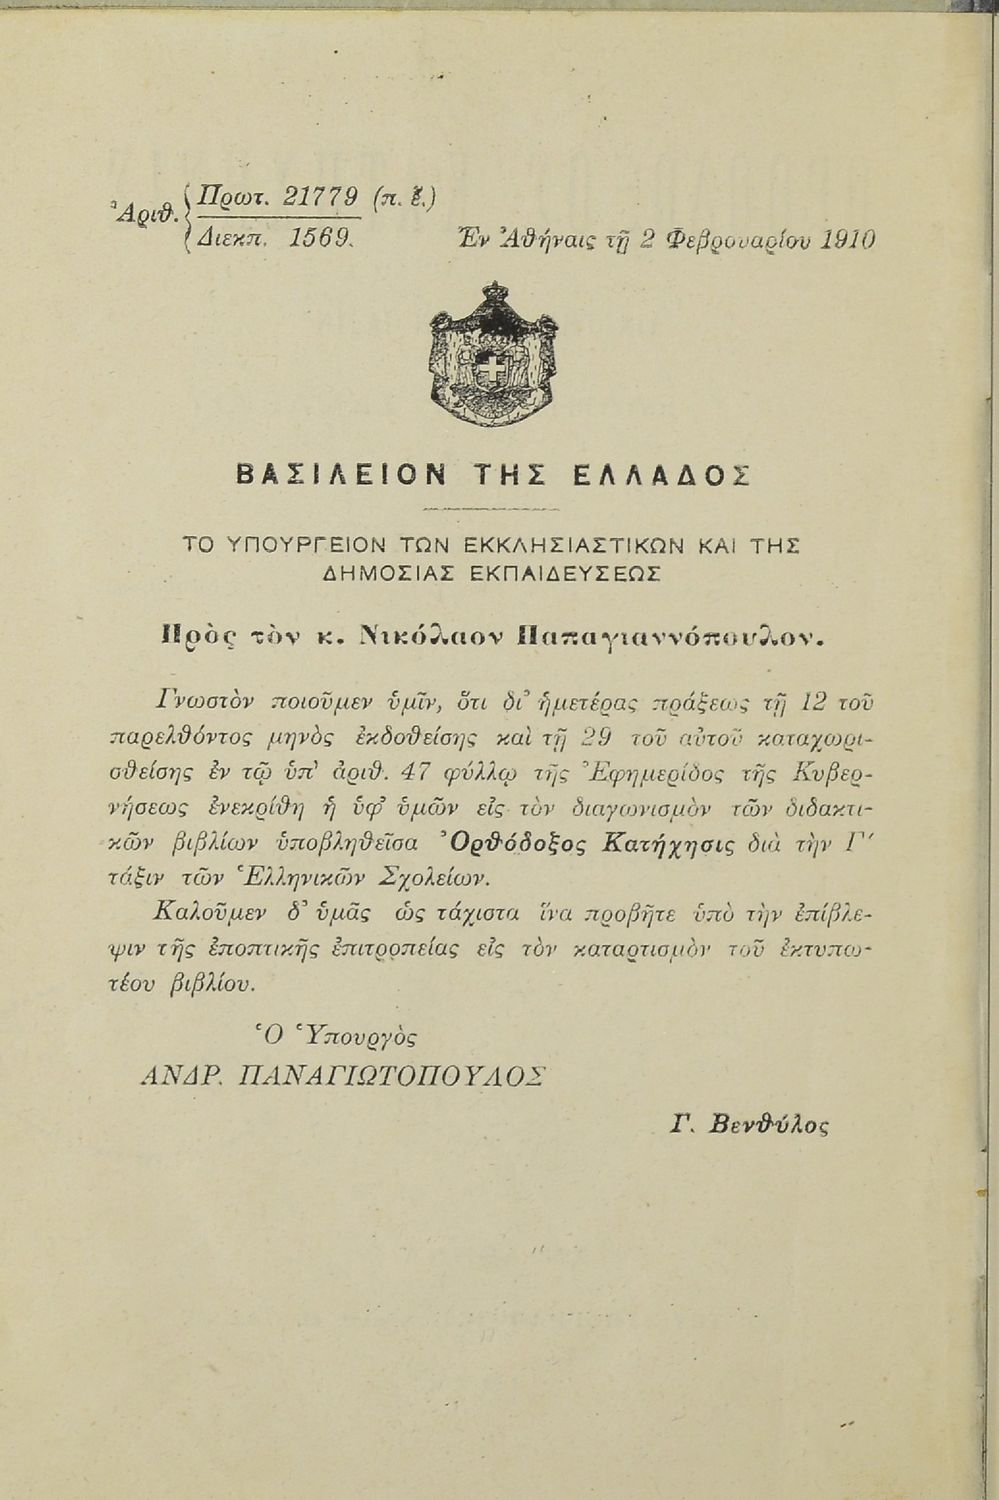 Ἀριθ. { Πρωτ. 21779 (π. ἔ.)
Διεκπ. 1569.
Ἐν Ἀθήναις τῇ 2 Φεβρουαρίου 1910
ΒΑΣΙΛΕΙΟΝ ΤΗΣ ΕΛΛΑΔΟΣ
ΤΟ ΥΠΟΥΡΓΕΙΟΝ ΤΩΝ ΕΚΚΛΗΣΙΑΣΤΙΚΩΝ ΚΑΙ ΤΗΣ
ΔΗΜΟΣΙΑΣ ΕΚΠΑΙΔΕΥΣΕΩΣ
Πρὸς τὸν κ. Νικόλαον Παπαγιαννόπουλον.
Γνωστὸν ποιοῦμεν ὑμῖν, ὅτι δι' ἡμετέρας πράξεως τῇ 12 τοῦ
παρελθόντος μηνὸς ἐκδοθείσης καὶ τῇ 29 τοῦ αὐτοῦ καταχωρι-
σθείσης ἐν τῷ ὑπ' ἀριθ. 47 φύλλῳ τῆς Ἐφημερίδος τῆς Κυβερ-
νήσεως ἐνεκρίθη ἡ ὑφ' ὑμῶν εἰς τὸν διαγωνισμὸν τῶν διδακτι-
κῶν βιβλίων ὑποβληθεῖσα Ὀρθόδοξος Κατήχησις διὰ τὴν Γ′
τάξιν τῶν Ἑλληνικῶν Σχολείων.
Καλοῦμεν δ' ὑμᾶς ὡς τάχιστα ἵνα προβῆτε ὑπὸ τὴν ἐπίβλε-
ψιν τῆς ἐποπτικῆς ἐπιτροπείας εἰς τὸν καταρτισμὸν τοῦ ἐκτυπω-
τέου βιβλίου.
Ὁ Ὑπουργὸς
ΑΝΔΡ. ΠΑΝΑΓΙΩΤΟΠΟΥΛΟΣ
Γ. Βενθύλος